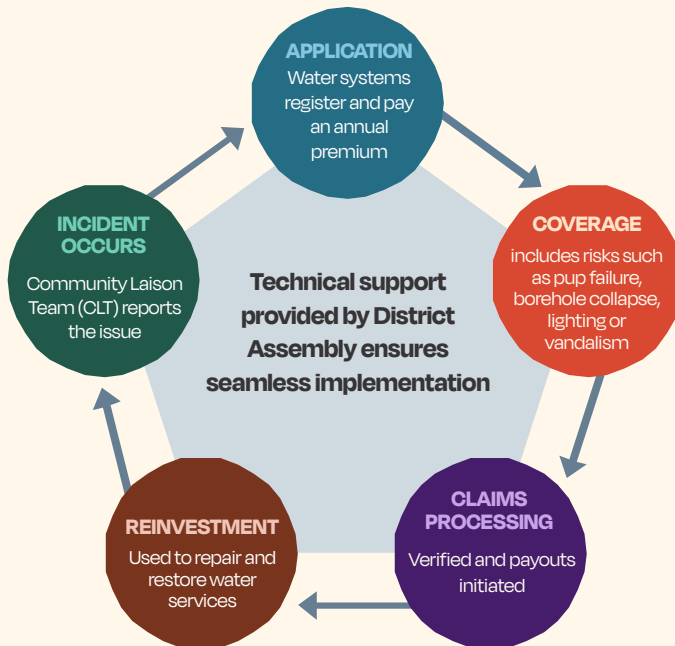 APPLICATION
Water systems
register and pay
an annual
premium
COVERAGE
includes risks such
as pup failure,
borehole collapse,
lighting or
vandalism
CLAIMS
PROCESSING
Verified and payouts
initiated
REINVESTMENT
Used to repair and
restore water
services
INCIDENT
OCCURS
Community Laison
Team (CLT) reports
the issue
Technical support
provided by District
Assembly ensures
seamless implementation